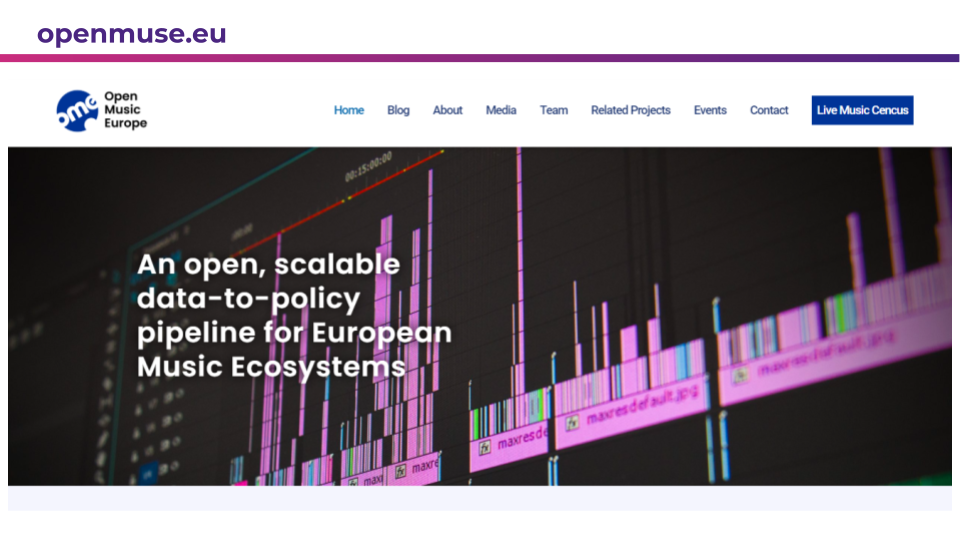 openmuse.eu
ome
Open
Music
Europe
Home Blog About Media Team Related Projects Events Contact Live Music Cencus
00:15:00:00
An open, scalable
data-to-policy
pipeline for European
Music Ecosystems
maxresdefault.jpg
fx maxresdefault.jpg
fx maxresde
fx maxre
fx maxi